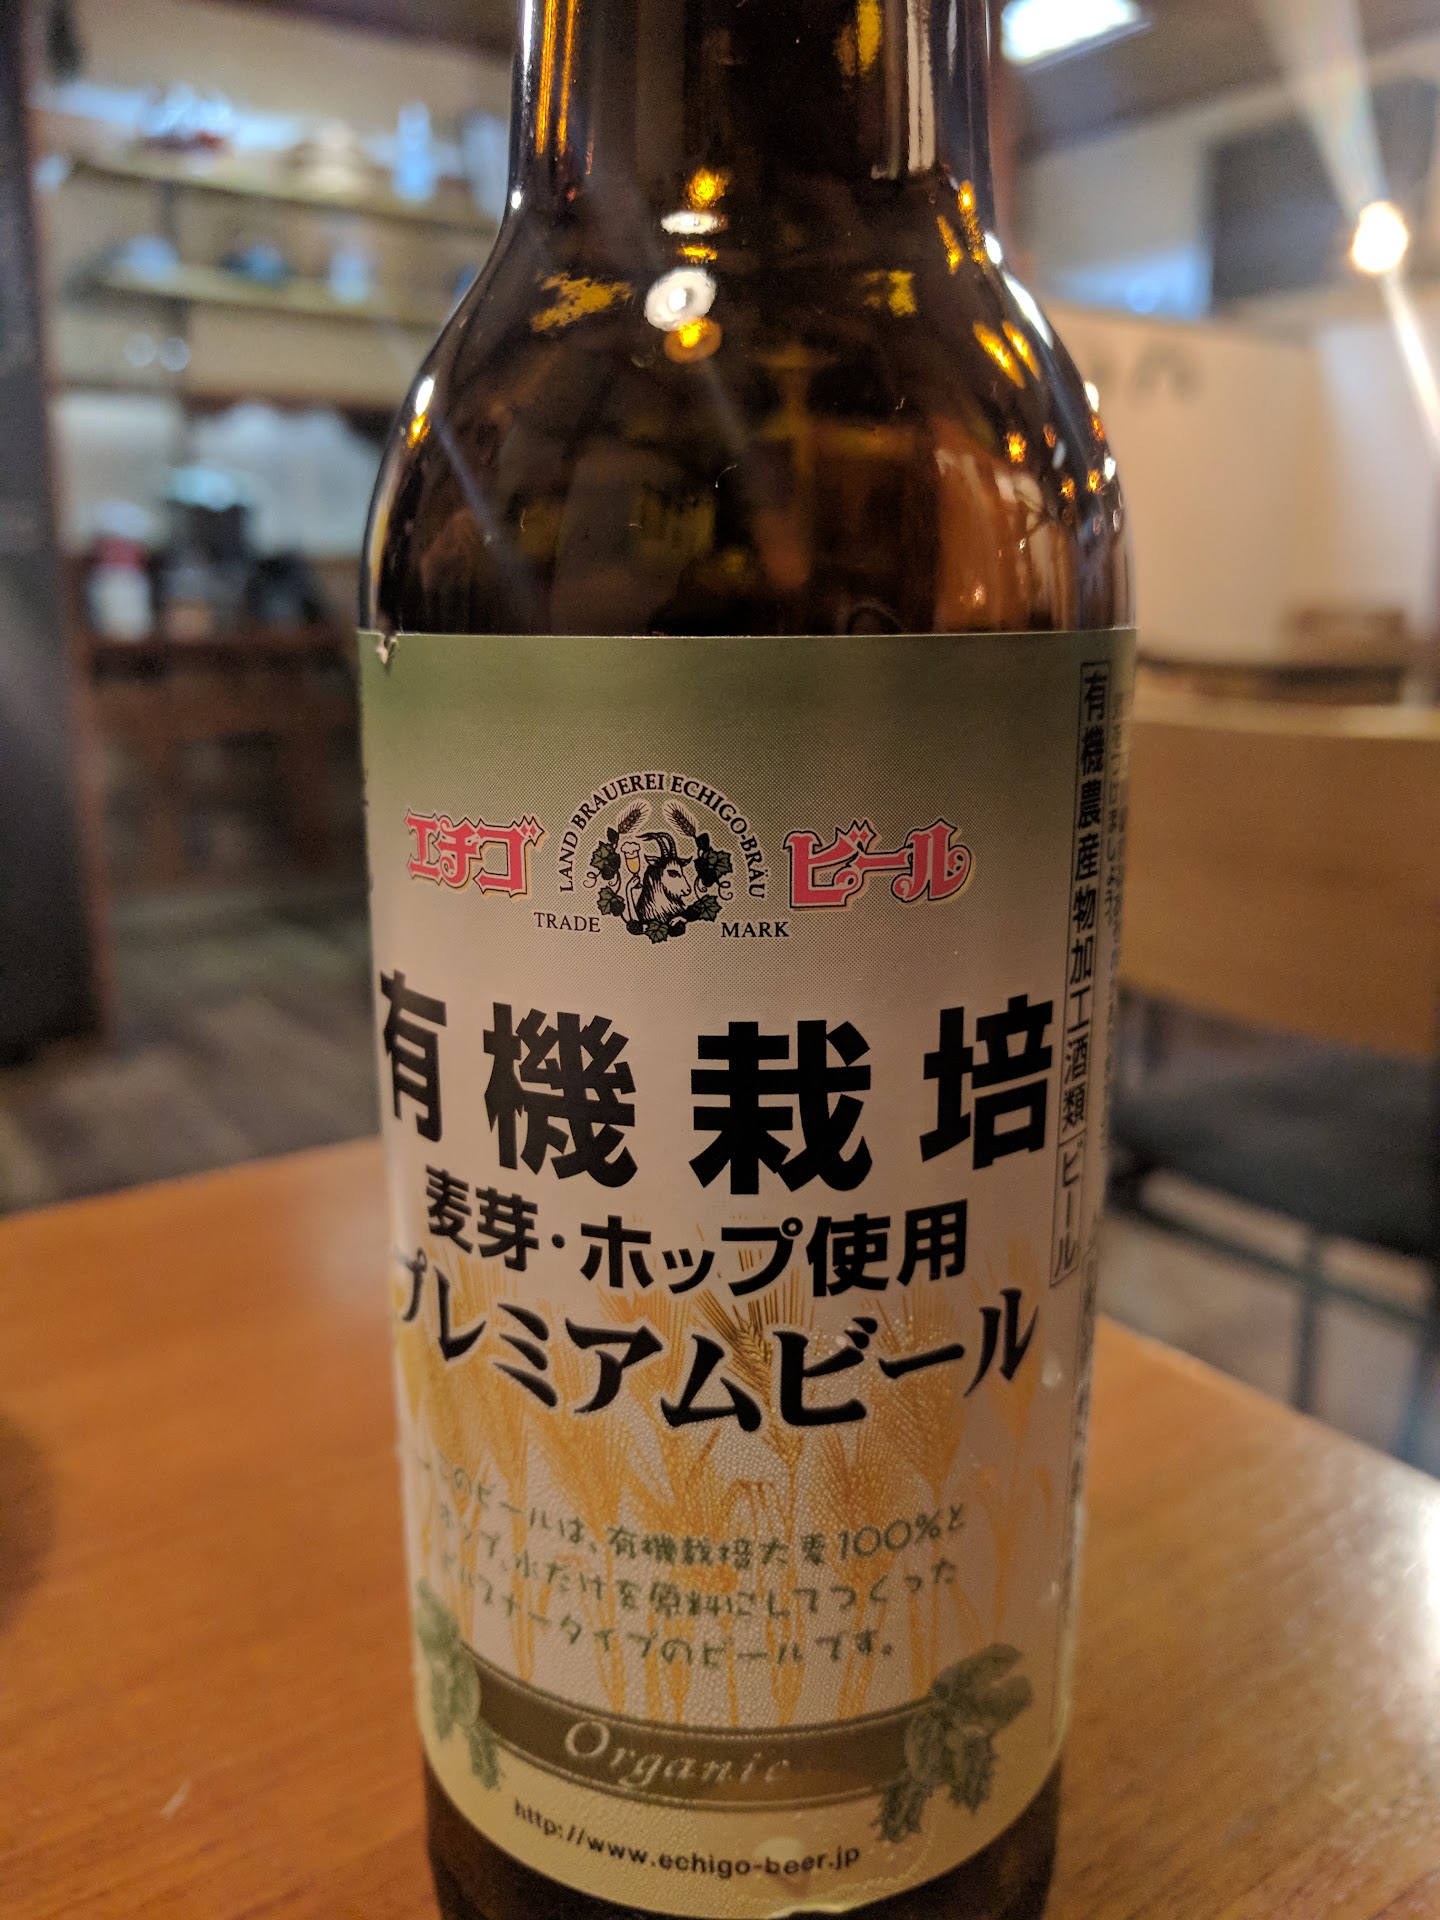 エチゴ ビール
LAND BRAUEREI ECHIGO-BRÄU
TRADE MARK
有機栽培
麦芽・ホップ使用
プレミアムビール
このビールは、有機栽培大麦100%と
ホップ、水だけを原料にしてつくった
ピルスナータイプのビールです。
Organic
http://www.echigo-beer.jp
有機農産物加工酒類 ビール